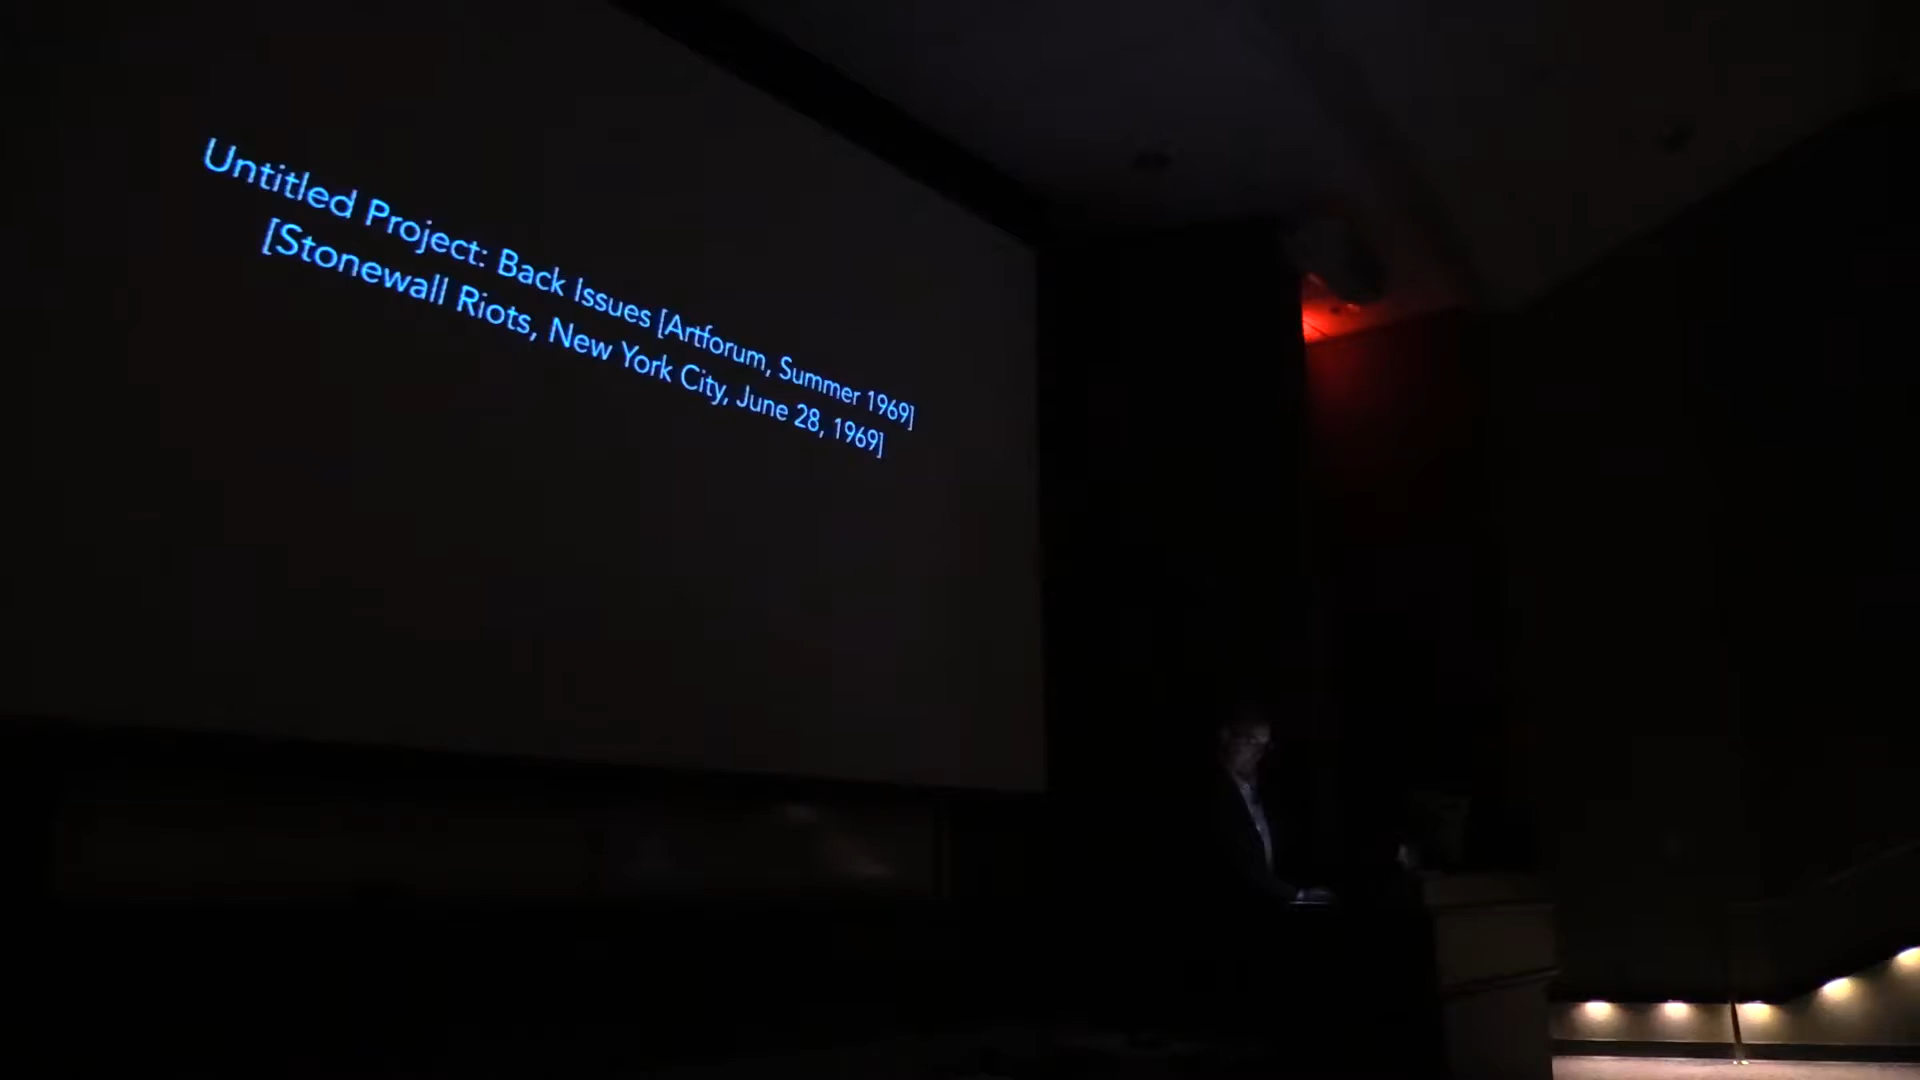 Untitled Project: Back Issues [Artforum, Summer 1969]
[Stonewall Riots, New York City, June 28, 1969]